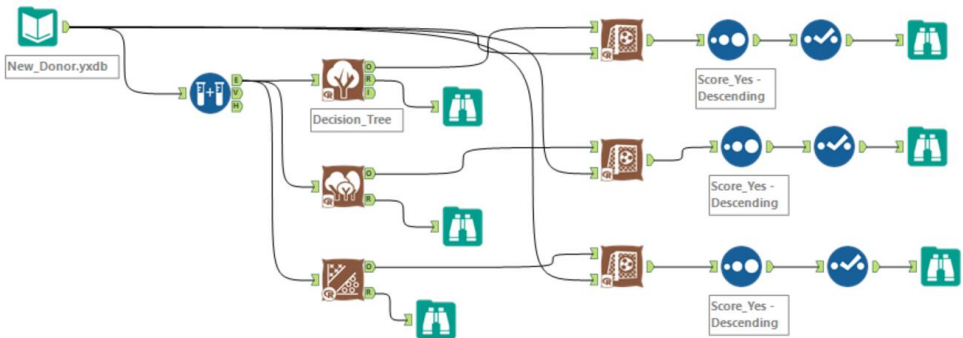 New_Donor.yxdb
E
V
H
O
R
I
Decision_Tree
Score_Yes -
Descending
O
R
Score_Yes -
Descending
O
R
Score_Yes -
Descending